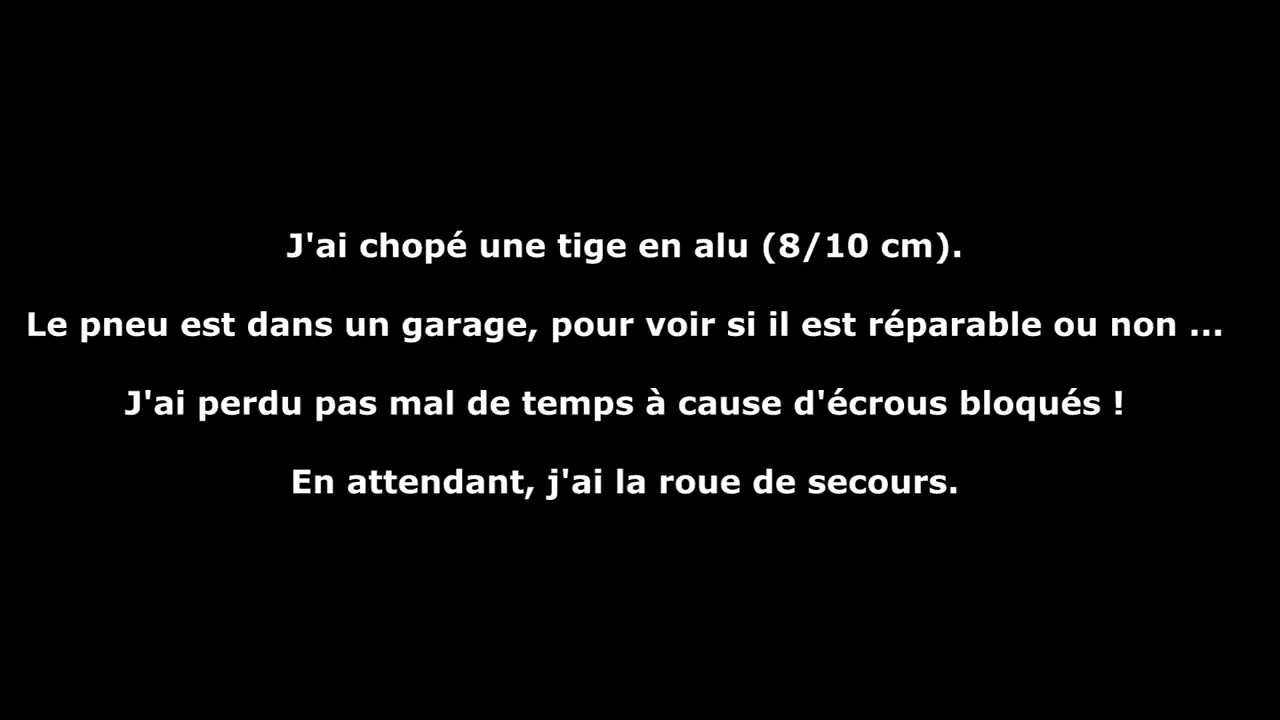 J'ai chopé une tige en alu (8/10 cm).
Le pneu est dans un garage, pour voir si il est réparable ou non ...
J'ai perdu pas mal de temps à cause d'écrous bloqués !
En attendant, j'ai la roue de secours.